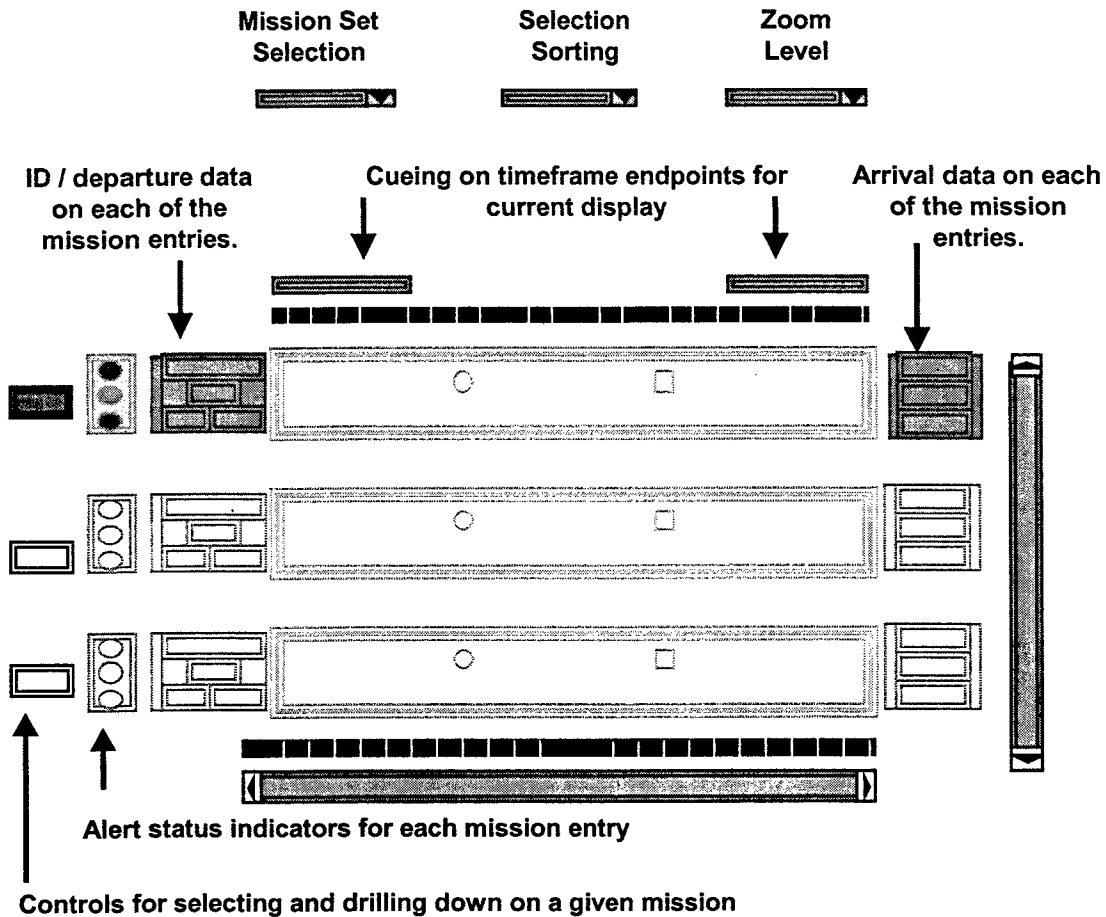 Mission Set
Selection
Selection
Sorting
Zoom
Level
ID / departure data
on each of the
mission entries.
Cueing on timeframe endpoints for
current display
Arrival data on each
of the mission
entries.
Alert status indicators for each mission entry
Controls for selecting and drilling down on a given mission